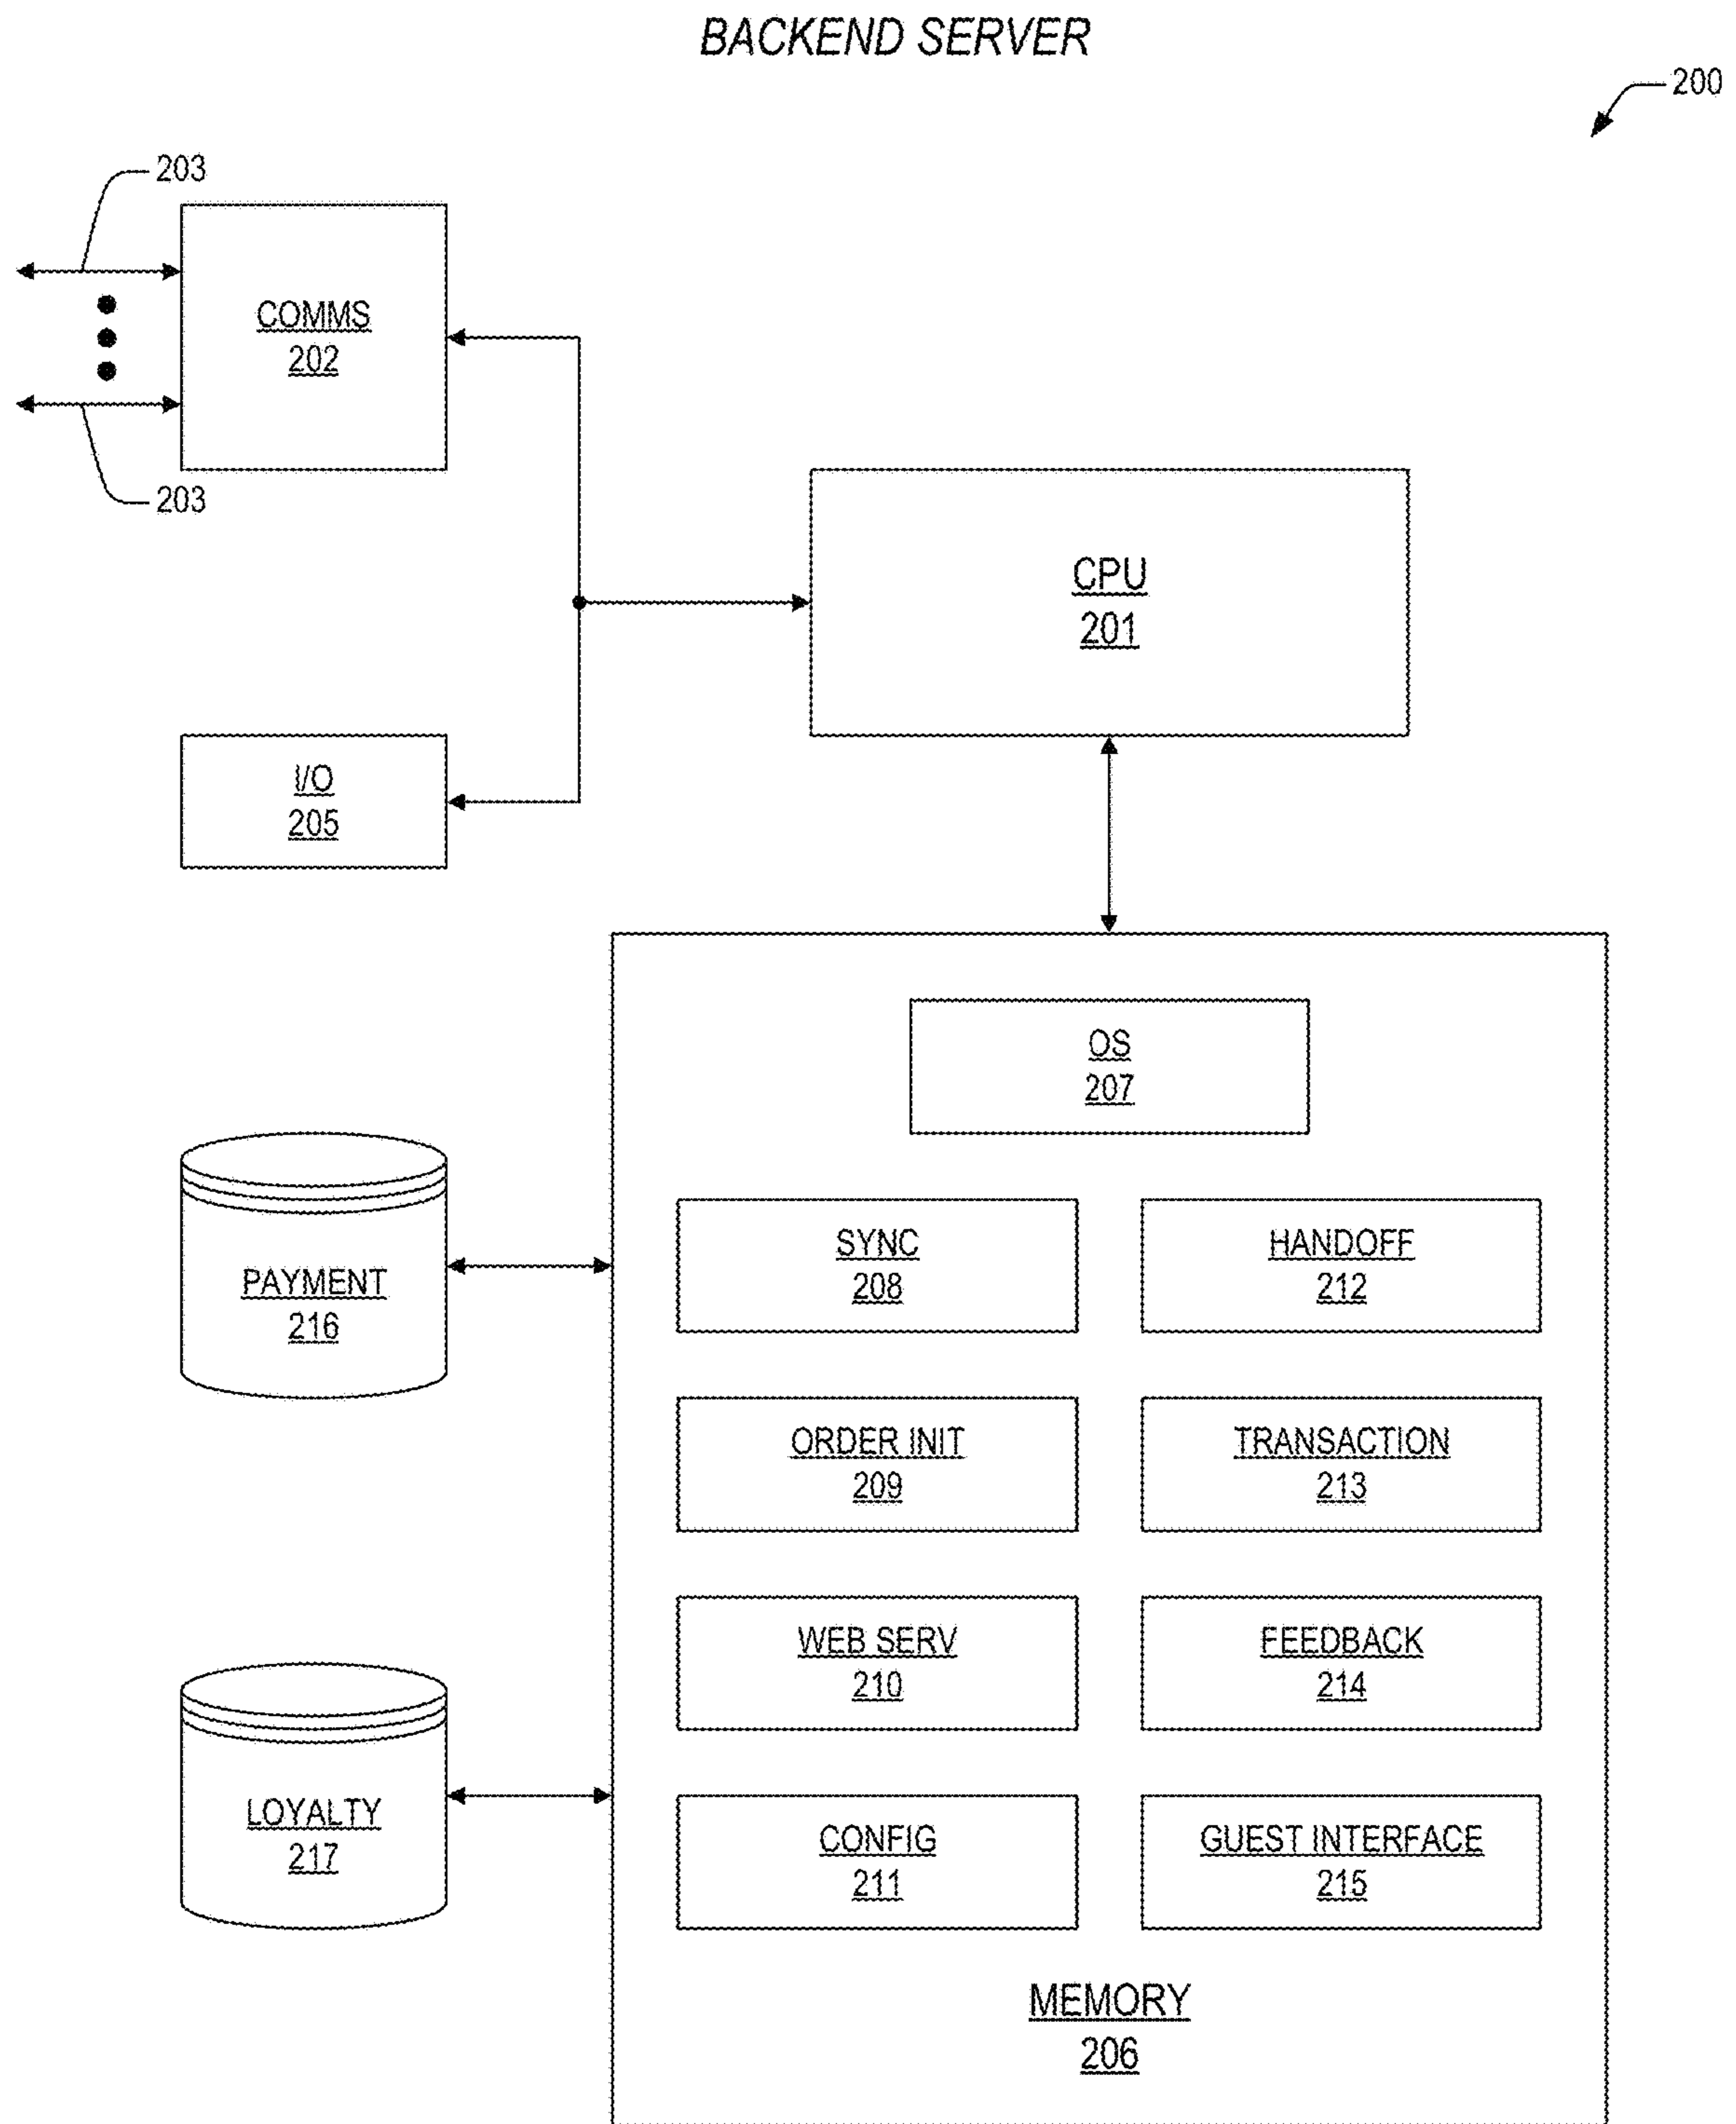 BACKEND SERVER
200
203
COMMS
202
203
CPU
201
I/O
205
OS
207
PAYMENT
216
SYNC
208
HANDOFF
212
ORDER INIT
209
TRANSACTION
213
WEB SERV
210
FEEDBACK
214
LOYALTY
217
CONFIG
211
GUEST INTERFACE
215
MEMORY
206